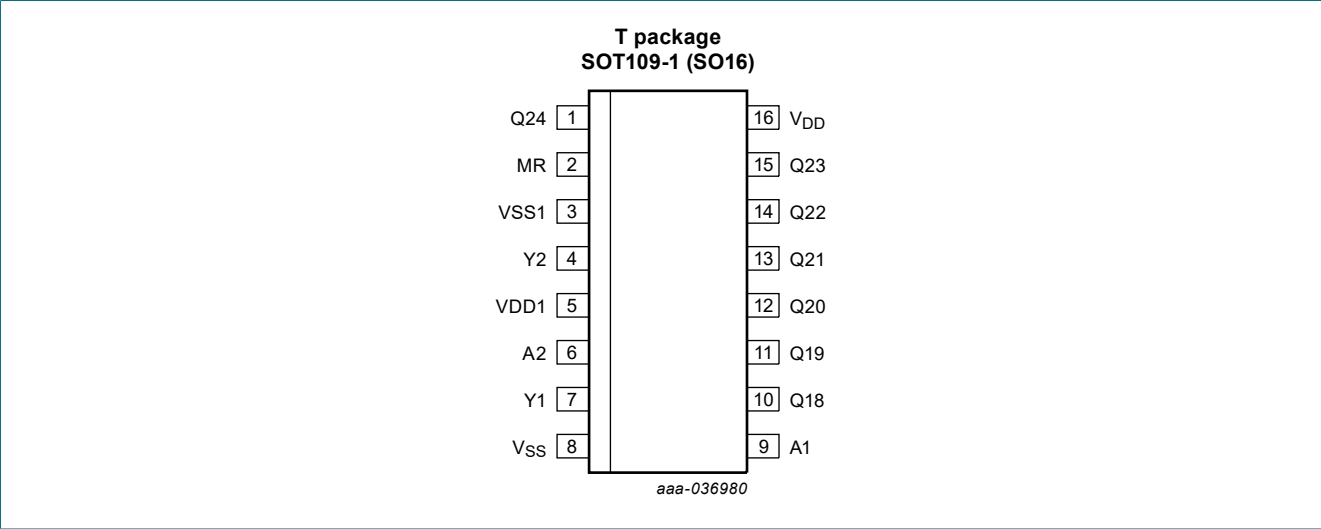 T package
SOT109-1 (SO16)
Q24 1 16 VDD
MR 2 15 Q23
VSS1 3 14 Q22
Y2 4 13 Q21
VDD1 5 12 Q20
A2 6 11 Q19
Y1 7 10 Q18
VSS 8 9 A1
aaa-036980